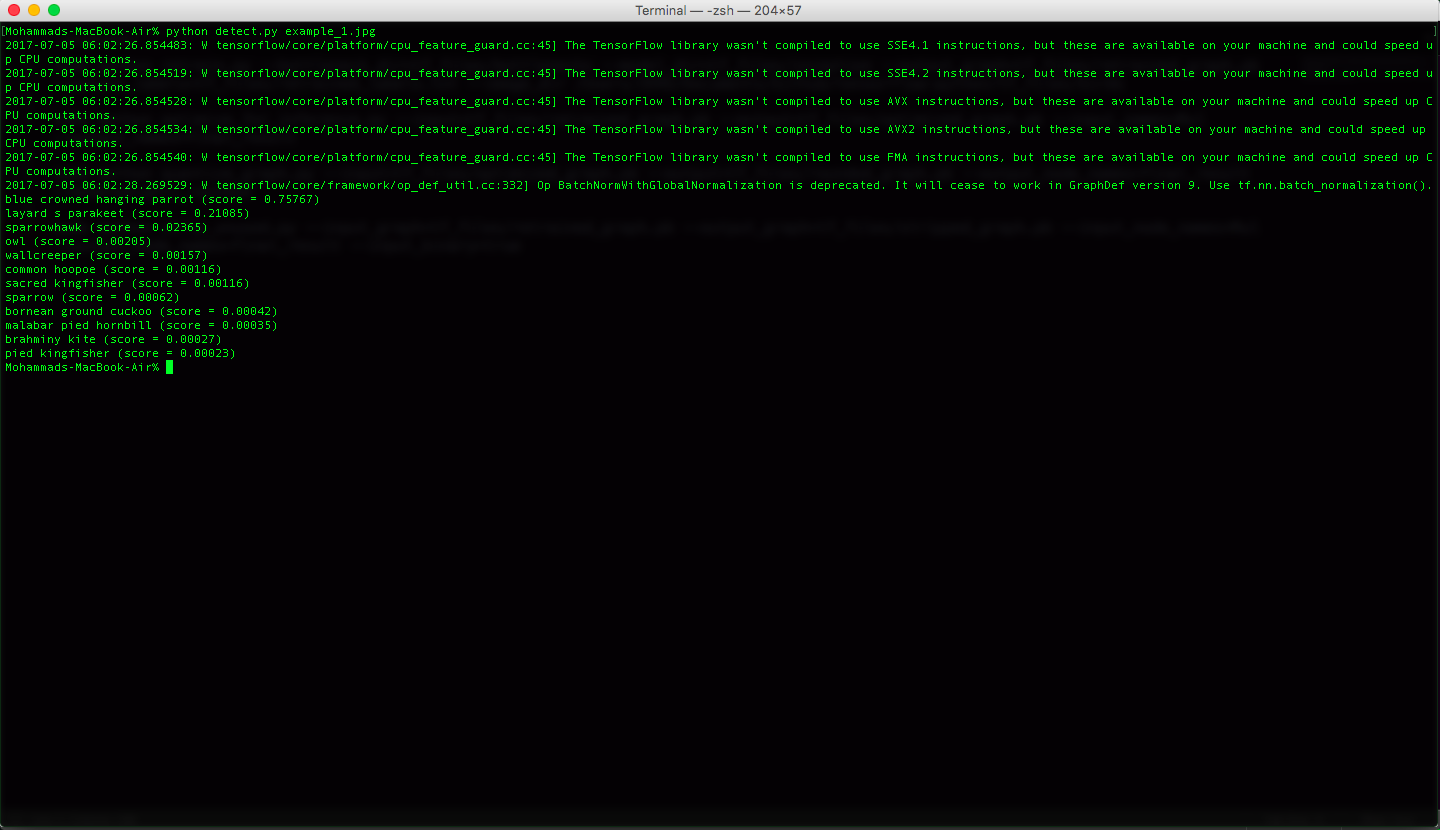 Terminal — -zsh — 204×57
[Mohammads-MacBook-Air% python detect.py example_1.jpg ]
2017-07-05 06:02:26.854483: W tensorflow/core/platform/cpu_feature_guard.cc:45] The TensorFlow library wasn't compiled to use SSE4.1 instructions, but these are available on your machine and could speed u
p CPU computations.
2017-07-05 06:02:26.854519: W tensorflow/core/platform/cpu_feature_guard.cc:45] The TensorFlow library wasn't compiled to use SSE4.2 instructions, but these are available on your machine and could speed u
p CPU computations.
2017-07-05 06:02:26.854528: W tensorflow/core/platform/cpu_feature_guard.cc:45] The TensorFlow library wasn't compiled to use AVX instructions, but these are available on your machine and could speed up C
PU computations.
2017-07-05 06:02:26.854534: W tensorflow/core/platform/cpu_feature_guard.cc:45] The TensorFlow library wasn't compiled to use AVX2 instructions, but these are available on your machine and could speed up
CPU computations.
2017-07-05 06:02:26.854540: W tensorflow/core/platform/cpu_feature_guard.cc:45] The TensorFlow library wasn't compiled to use FMA instructions, but these are available on your machine and could speed up C
PU computations.
2017-07-05 06:02:28.269529: W tensorflow/core/framework/op_def_util.cc:332] Op BatchNormWithGlobalNormalization is deprecated. It will cease to work in GraphDef version 9. Use tf.nn.batch_normalization().
blue crowned hanging parrot (score = 0.75767)
layard s parakeet (score = 0.21085)
sparrowhawk (score = 0.02365)
owl (score = 0.00205)
wallcreeper (score = 0.00157)
common hoopoe (score = 0.00116)
sacred kingfisher (score = 0.00116)
sparrow (score = 0.00062)
bornean ground cuckoo (score = 0.00042)
malabar pied hornbill (score = 0.00035)
brahminy kite (score = 0.00027)
pied kingfisher (score = 0.00023)
Mohammads-MacBook-Air%